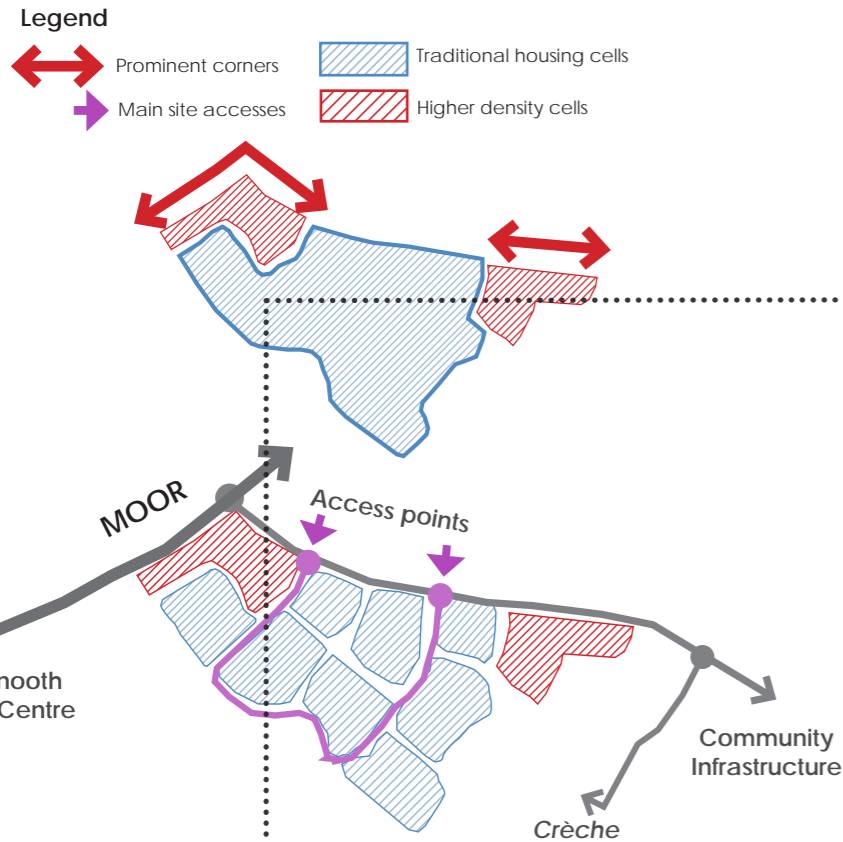 Legend
Prominent corners
Traditional housing cells
Main site accesses
Higher density cells
MOOR
Access points
nooth
Centre
Community
Infrastructure
Crèche